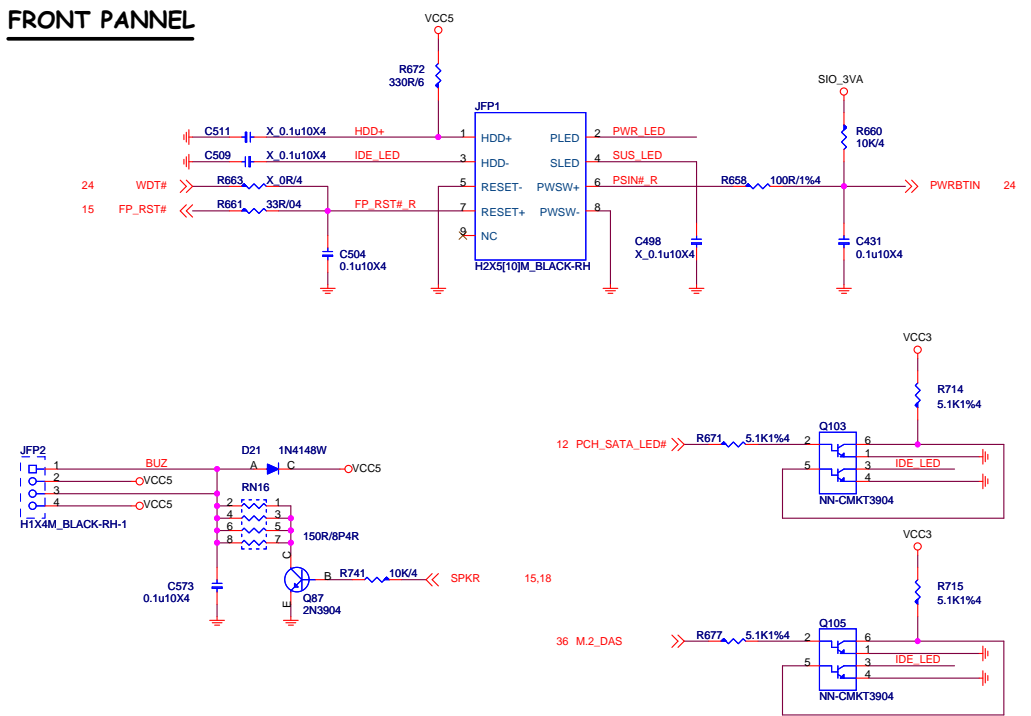 FRONT PANNEL
VCC5
R672
330R/6
SIO_3VA
JFP1
R660
10K/4
C511 X_0.1u10X4 HDD+ 1 HDD+ PLED 2 PWR_LED
C509 X_0.1u10X4 IDE_LED 3 HDD- SLED 4 SUS_LED
24 WDT# R663 X_0R/4 5 RESET- PWSW+ 6 PSIN#_R R658 100R/1%4 PWRBTIN 24
15 FP_RST# R661 33R/04 FP_RST#_R 7 RESET+ PWSW- 8
9 NC
C504
0.1u10X4
C498
X_0.1u10X4
C431
0.1u10X4
H2X5[10]M_BLACK-RH
VCC3
R714
5.1K1%4
Q103
12 PCH_SATA_LED# R671 5.1K1%4 2 6
1
5 3 IDE_LED
4
NN-CMKT3904
JFP2
D21 1N4148W
1 BUZ A C VCC5
2 VCC5
3
4 VCC5
H1X4M_BLACK-RH-1
RN16
2 1
4 3
6 5
8 7
150R/8P4R
C
B R741 10K/4 SPKR 15,18
E
Q87
2N3904
C573
0.1u10X4
VCC3
R715
5.1K1%4
Q105
36 M.2_DAS R677 5.1K1%4 2 6
1
5 3 IDE_LED
4
NN-CMKT3904